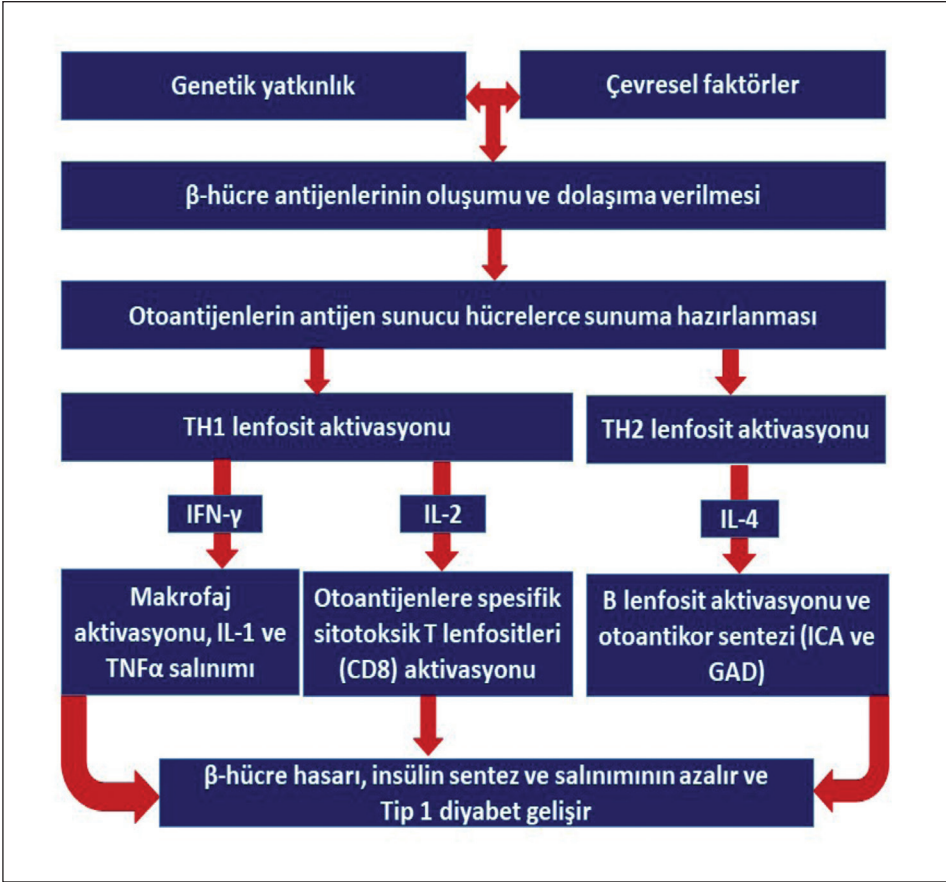 Genetik yatkınlık
Çevresel faktörler
β-hücre antijenlerinin oluşumu ve dolaşıma verilmesi
Otoantijenlerin antijen sunucu hücrelerce sunuma hazırlanması
TH1 lenfosit aktivasyonu
TH2 lenfosit aktivasyonu
IFN-γ
IL-2
IL-4
Makrofaj
aktivasyonu, IL-1 ve
TNFα salınımı
Otoantijenlere spesifik
sitotoksik T lenfositleri
(CD8) aktivasyonu
B lenfosit aktivasyonu ve
otoantikor sentezi (ICA ve
GAD)
β-hücre hasarı, insülin sentez ve salınımının azalır ve
Tip 1 diyabet gelişir